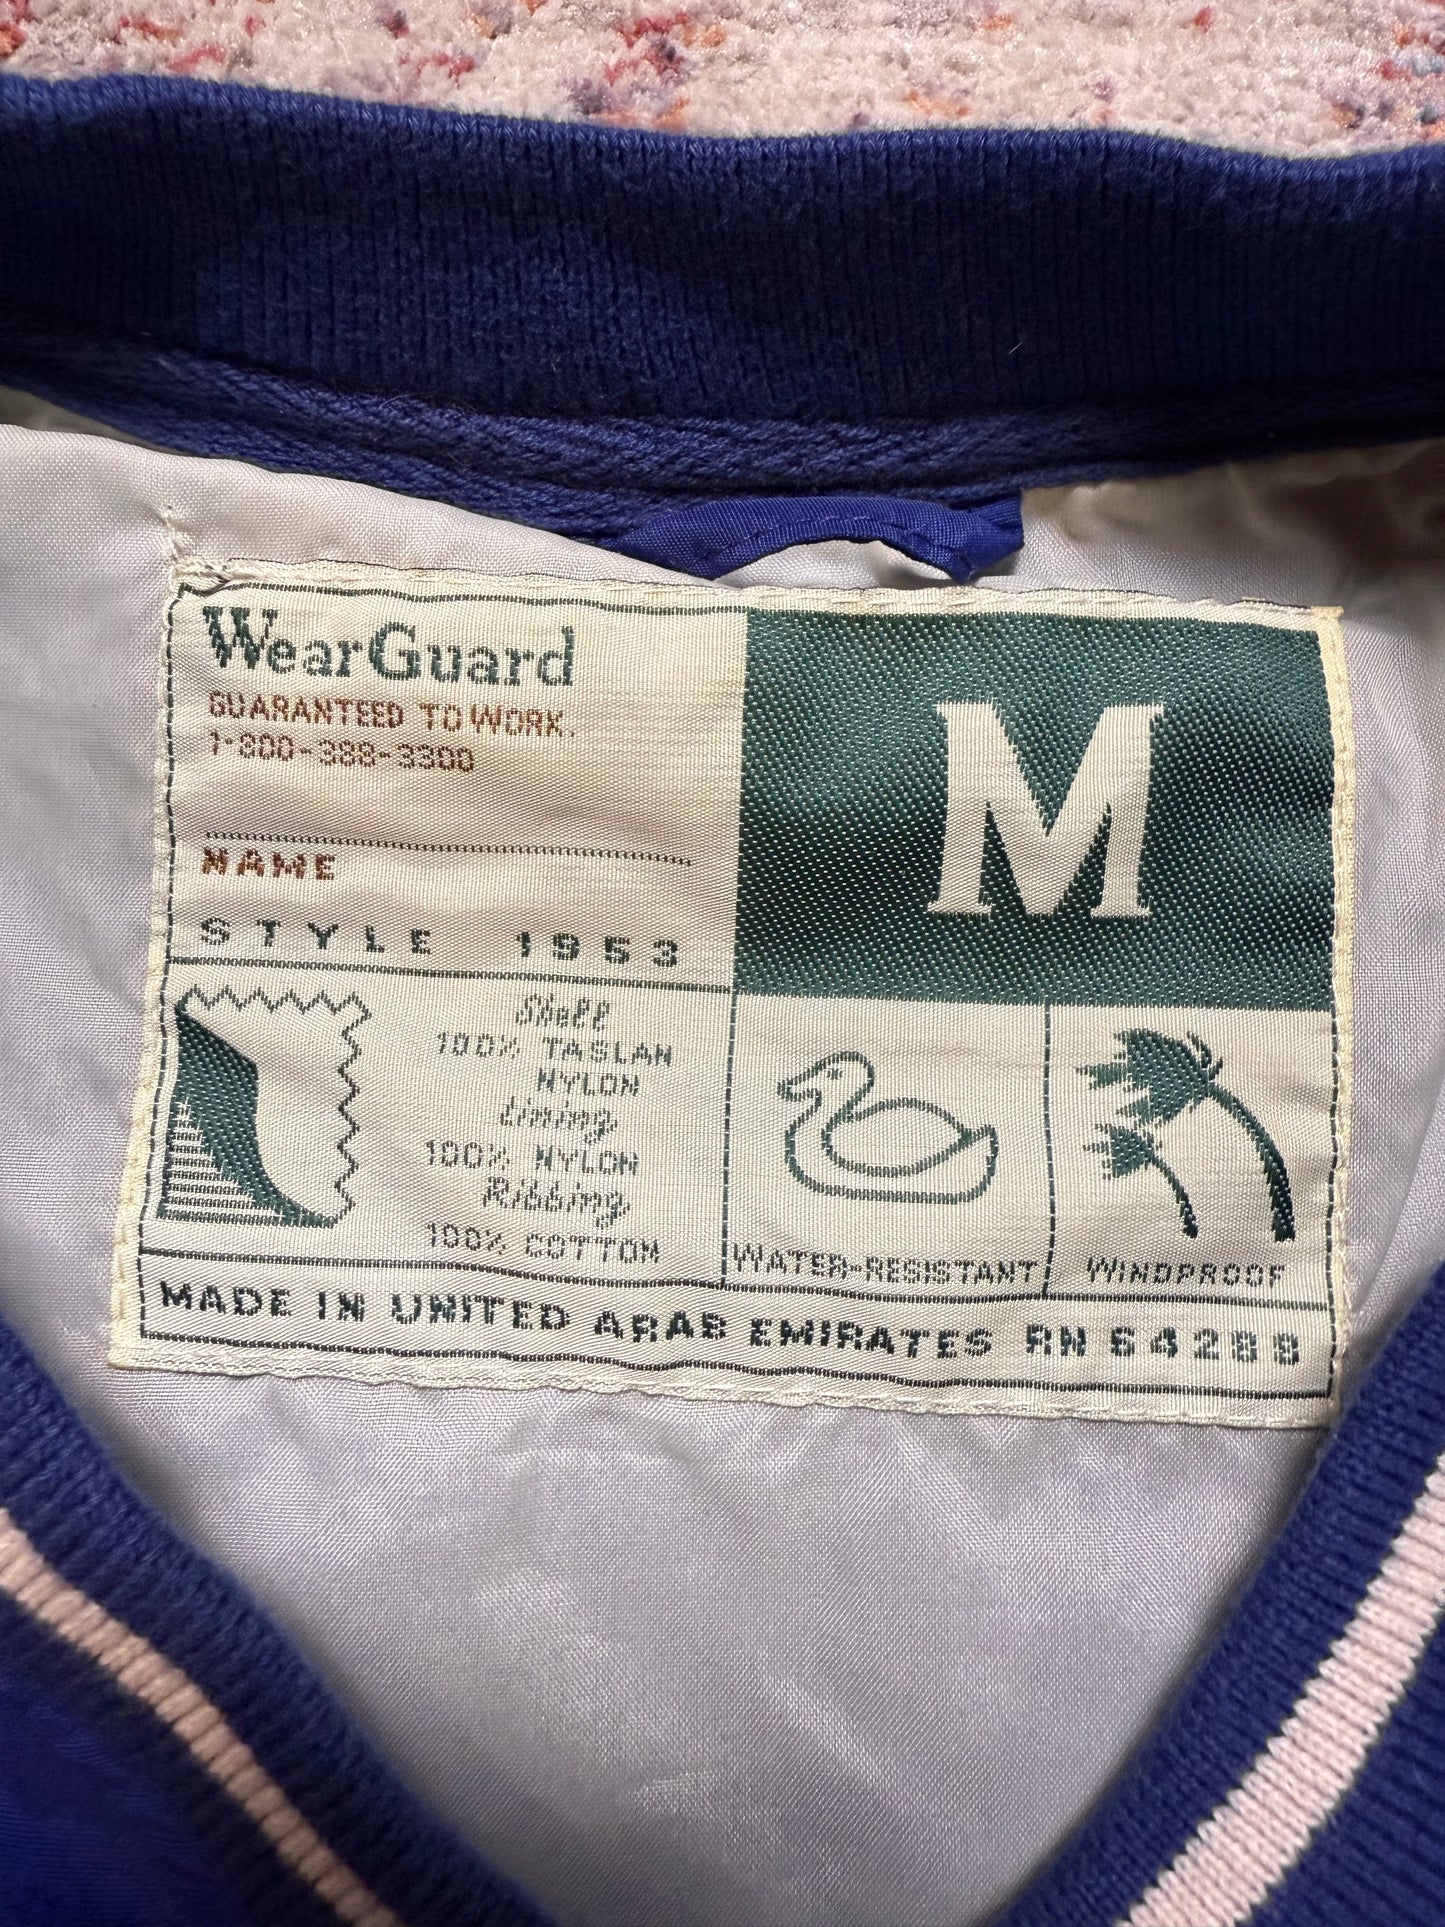 WearGuard
GUARANTEED TO WORK.
1-800-388-3300
NAME
STYLE 1953
M
Shell
100% TASLAN
NYLON
Lining
100% NYLON
Ribbing
100% COTTON
WATER-RESISTANT
WINDPROOF
MADE IN UNITED ARAB EMIRATES RN 64288